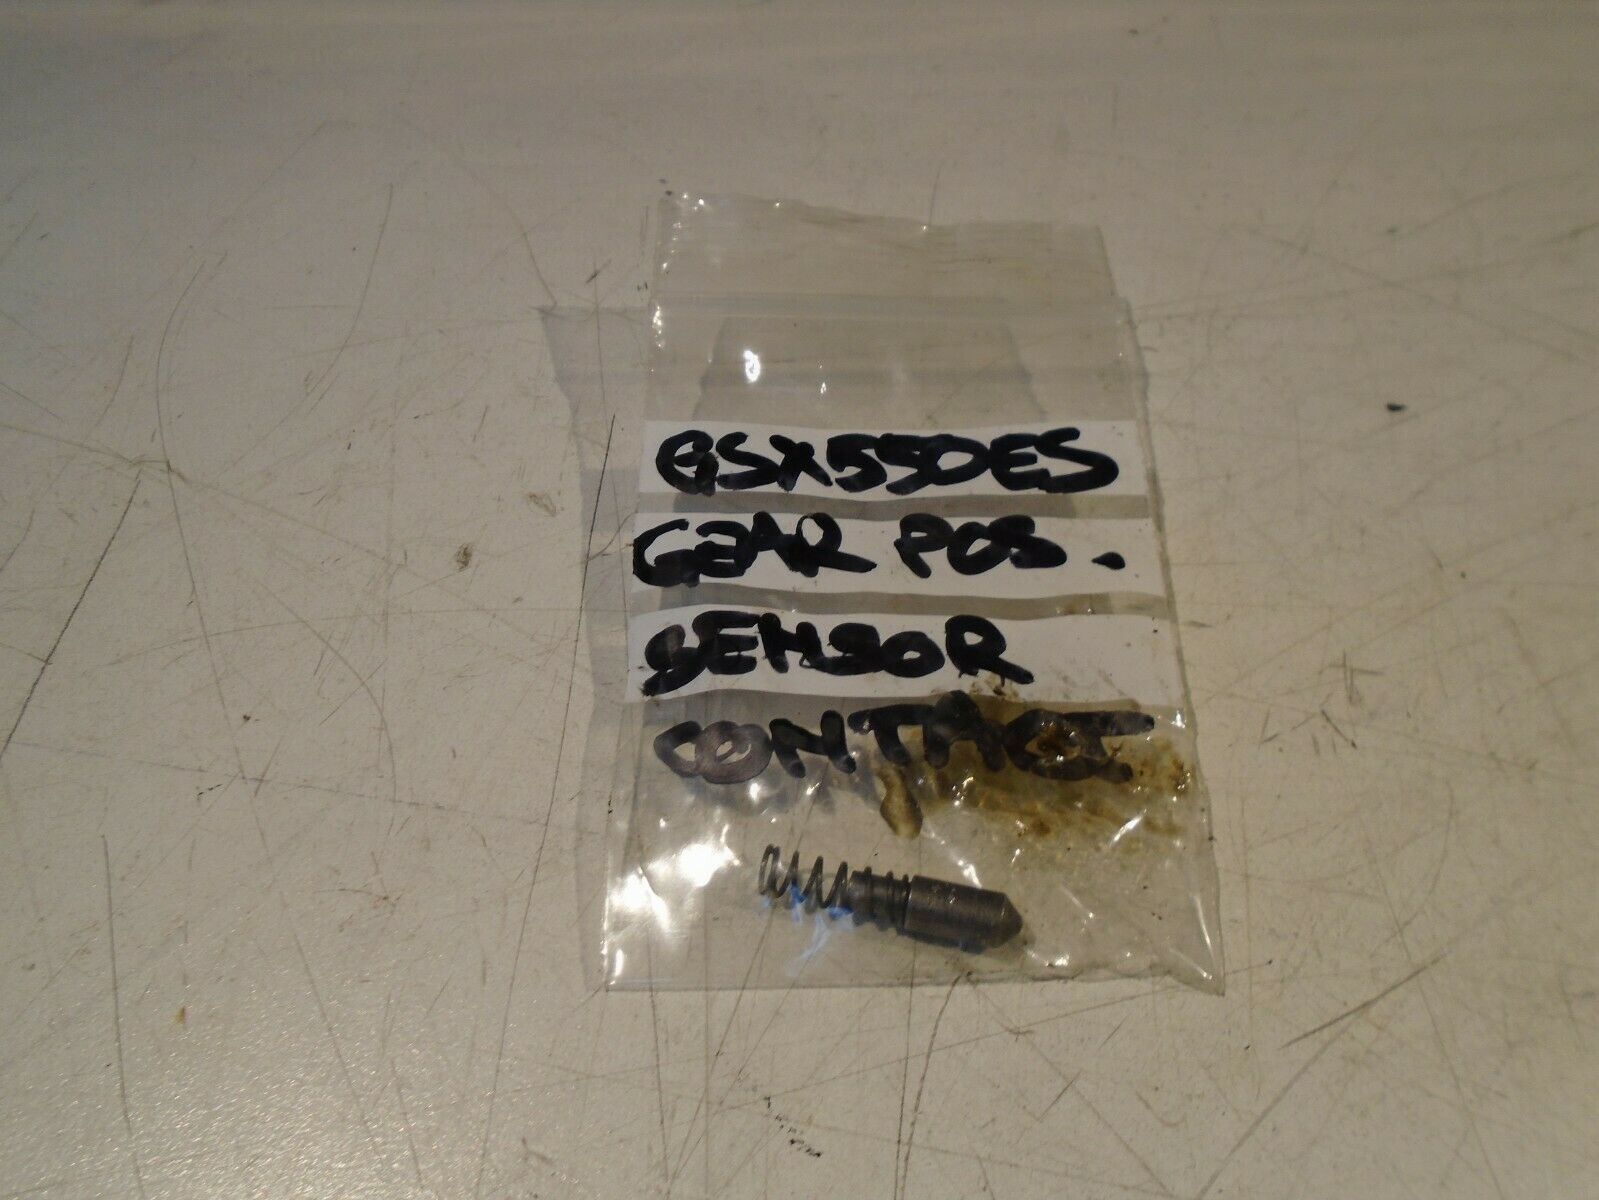 GSX550ES
GEAR POS.
SENSOR
CONTACT